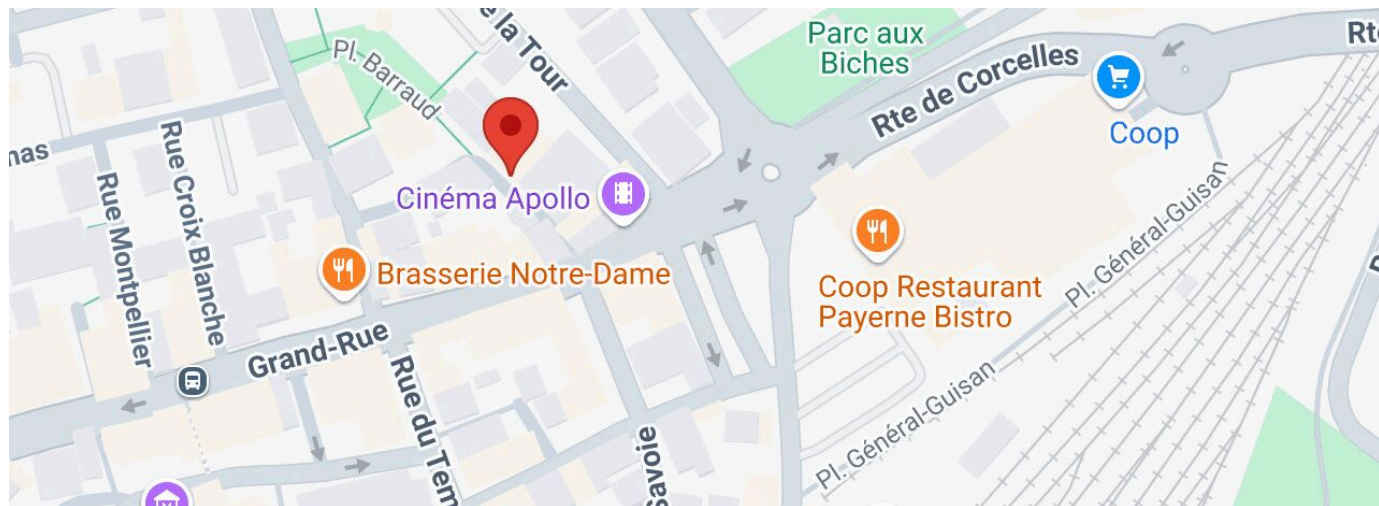 e la Tour
Parc aux
Biches
Rte
Pl. Barraud
Rte de Corcelles
Coop
nas
Rue Croix Blanche
Rue Montpellier
Cinéma Apollo
Pl. Général-Guisan
Brasserie Notre-Dame
Coop Restaurant
Payerne Bistro
Grand-Rue
Rue du Tem
Savoie
Pl. Général-Guisan